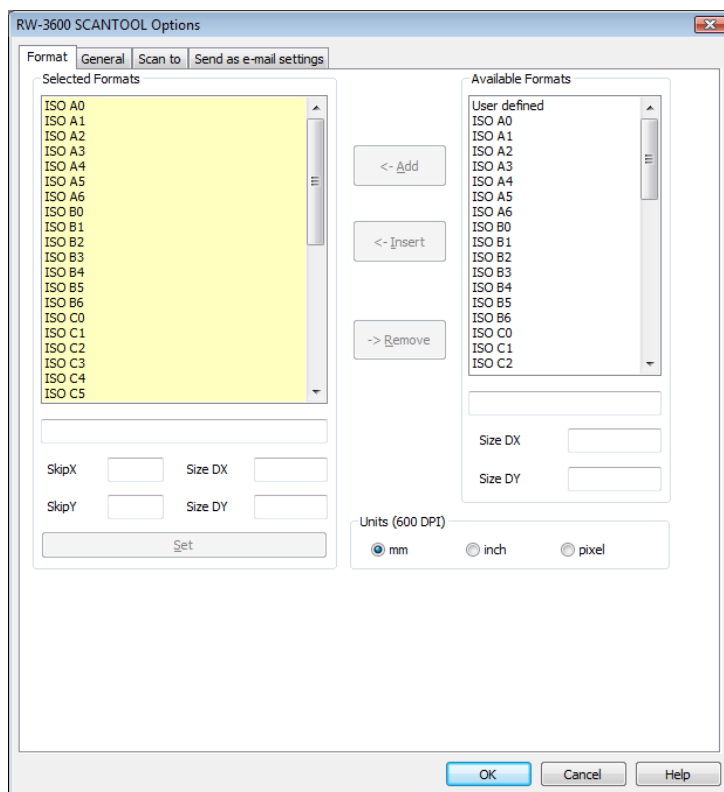 RW-3600 SCANTOOL Options
Format General Scan to Send as e-mail settings
Selected Formats
ISO A0
ISO A1
ISO A2
ISO A3
ISO A4
ISO A5
ISO A6
ISO B0
ISO B1
ISO B2
ISO B3
ISO B4
ISO B5
ISO B6
ISO C0
ISO C1
ISO C2
ISO C3
ISO C4
ISO C5
SkipX Size DX
SkipY Size DY
Set
<- Add
<- Insert
-> Remove
Available Formats
User defined
ISO A0
ISO A1
ISO A2
ISO A3
ISO A4
ISO A5
ISO A6
ISO B0
ISO B1
ISO B2
ISO B3
ISO B4
ISO B5
ISO B6
ISO C0
ISO C1
ISO C2
Size DX
Size DY
Units (600 DPI)
mm inch pixel
OK Cancel Help